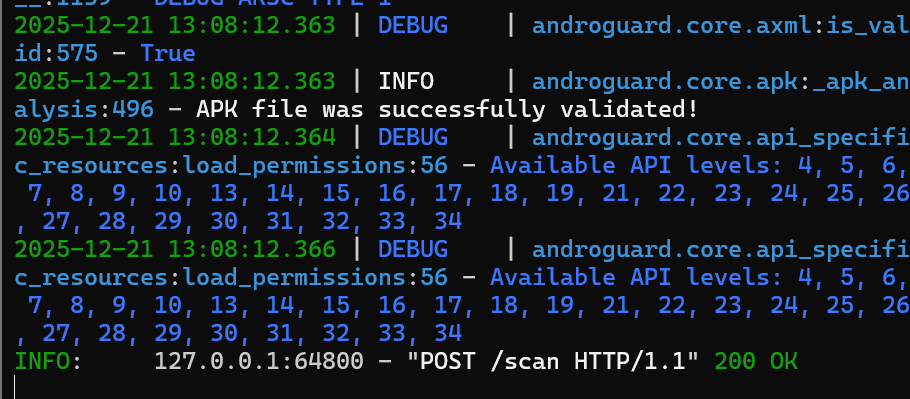 2025-12-21 13:08:12.363 | DEBUG    | androguard.core.axml:is_val
id:575 - True
2025-12-21 13:08:12.363 | INFO     | androguard.core.apk:_apk_an
alysis:496 - APK file was successfully validated!
2025-12-21 13:08:12.364 | DEBUG    | androguard.core.api_specifi
c_resources:load_permissions:56 - Available API levels: 4, 5, 6,
 7, 8, 9, 10, 13, 14, 15, 16, 17, 18, 19, 21, 22, 23, 24, 25, 26
, 27, 28, 29, 30, 31, 32, 33, 34
2025-12-21 13:08:12.366 | DEBUG    | androguard.core.api_specifi
c_resources:load_permissions:56 - Available API levels: 4, 5, 6,
 7, 8, 9, 10, 13, 14, 15, 16, 17, 18, 19, 21, 22, 23, 24, 25, 26
, 27, 28, 29, 30, 31, 32, 33, 34
INFO:     127.0.0.1:64800 - "POST /scan HTTP/1.1" 200 OK